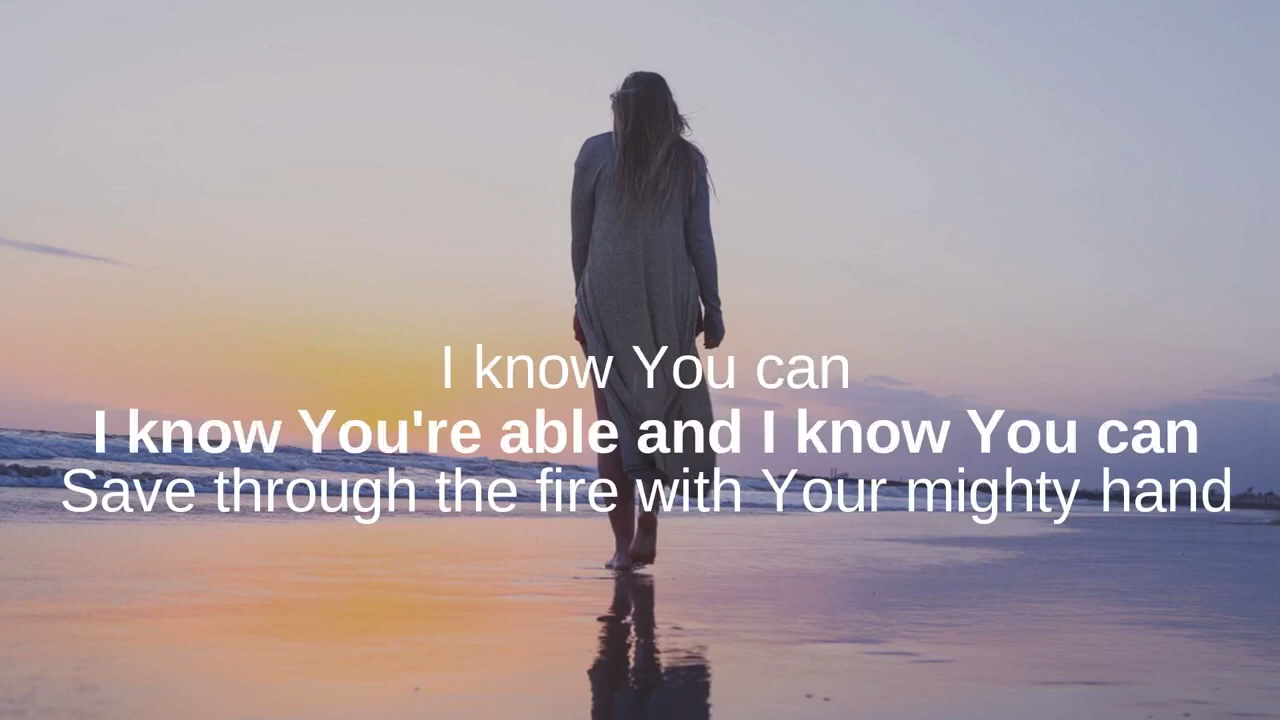 I know You can
I know You're able and I know You can
Save through the fire with Your mighty hand